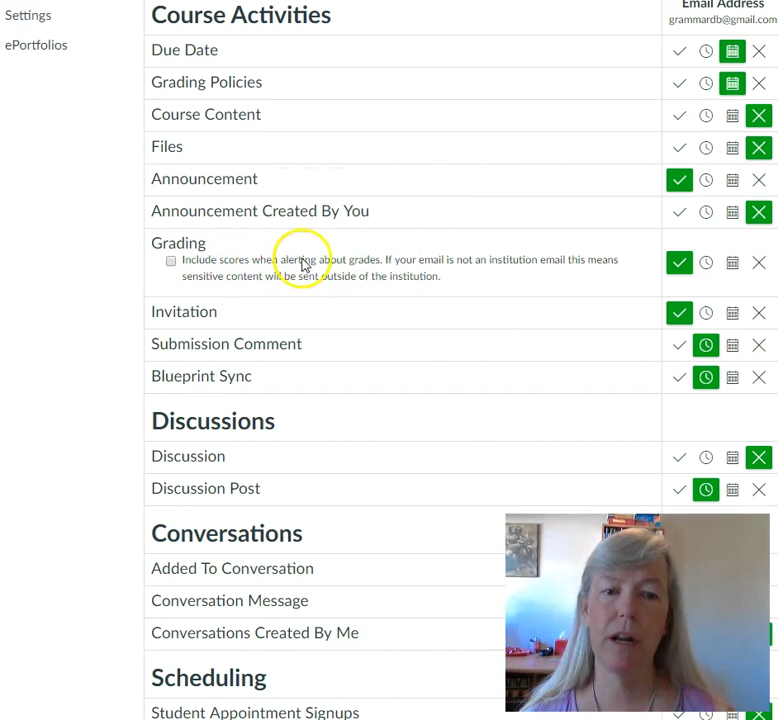 Settings
ePortfolios
Course Activities
Email Address
grammardb@gmail.com
Due Date
Grading Policies
Course Content
Files
Announcement
Announcement Created By You
Grading
Include scores when alerting about grades. If your email is not an institution email this means
sensitive content will be sent outside of the institution.
Invitation
Submission Comment
Blueprint Sync
Discussions
Discussion
Discussion Post
Conversations
Added To Conversation
Conversation Message
Conversations Created By Me
Scheduling
Student Appointment Signups